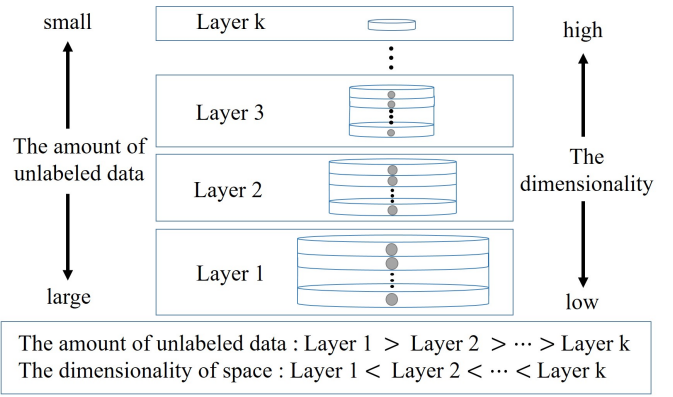 small
Layer k
high
Layer 3
The amount of
unlabeled data
The
dimensionality
Layer 2
Layer 1
large
low
The amount of unlabeled data : Layer 1 > Layer 2 > ⋯ > Layer k
The dimensionality of space : Layer 1 < Layer 2 < ⋯ < Layer k